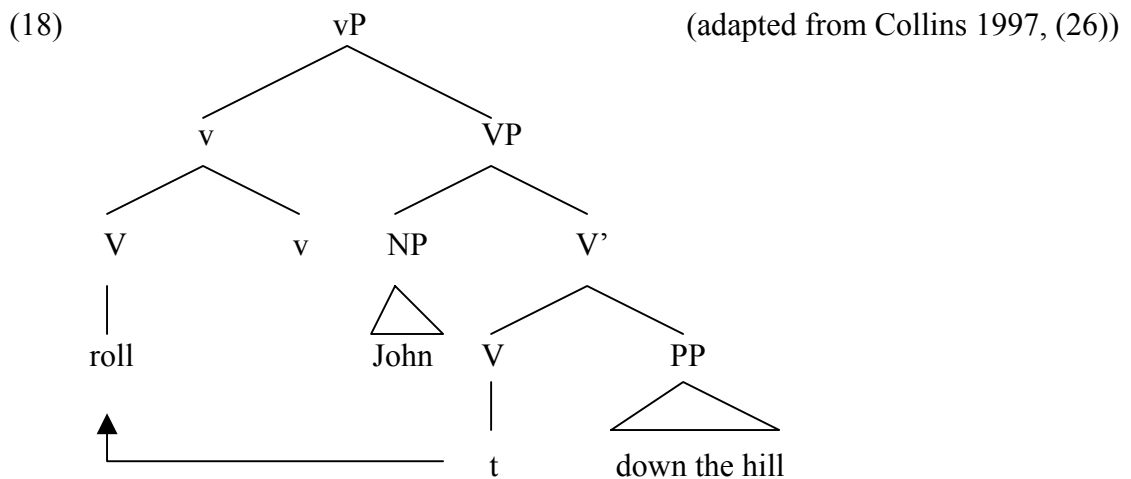 (18) vP (adapted from Collins 1997, (26))
v VP
V v NP V’
roll John V PP
t down the hill